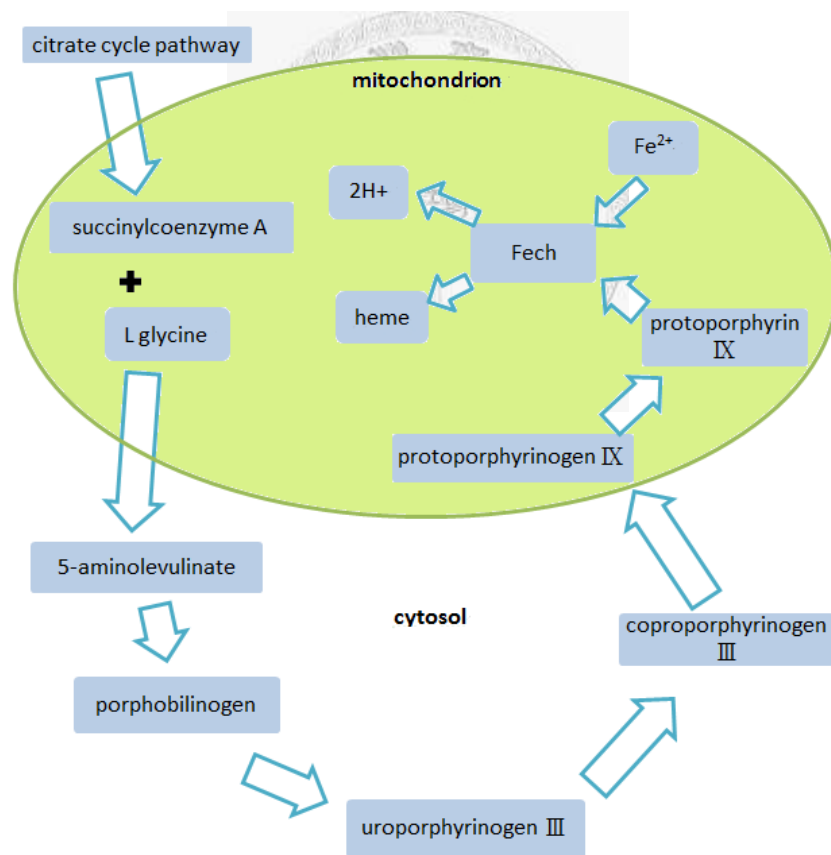 citrate cycle pathway
mitochondrion
Fe²⁺
2H+
succinylcoenzyme A
Fech
+
L glycine
heme
protoporphyrin
Ⅸ
protoporphyrinogen Ⅸ
5-aminolevulinate
cytosol
coproporphyrinogen
Ⅲ
porphobilinogen
uroporphyrinogen Ⅲ